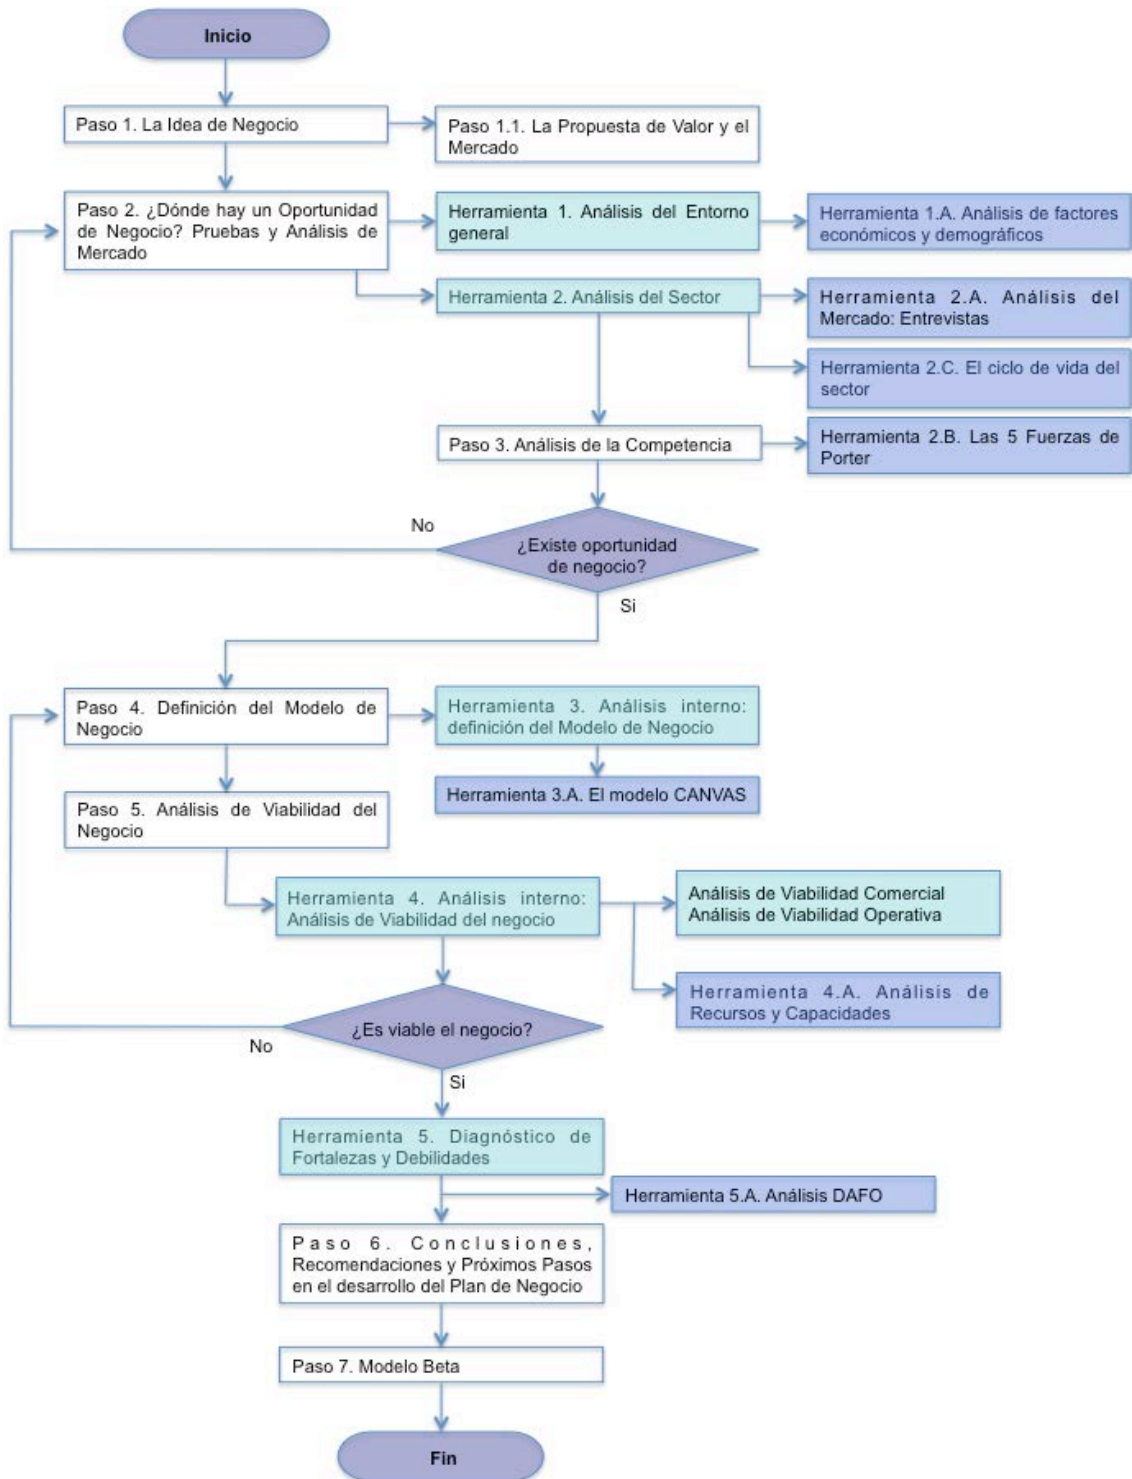 Inicio
Paso 1. La Idea de Negocio
Paso 1.1. La Propuesta de Valor y el
Mercado
Paso 2. ¿Dónde hay un Oportunidad
de Negocio? Pruebas y Análisis de
Mercado
Herramienta 1. Análisis del Entorno
general
Herramienta 1.A. Análisis de factores
económicos y demográficos
Herramienta 2. Análisis del Sector
Herramienta 2.A. Análisis del
Mercado: Entrevistas
Herramienta 2.C. El ciclo de vida del
sector
Paso 3. Análisis de la Competencia
Herramienta 2.B. Las 5 Fuerzas de
Porter
No
¿Existe oportunidad
de negocio?
Si
Paso 4. Definición del Modelo de
Negocio
Herramienta 3. Análisis interno:
definición del Modelo de Negocio
Herramienta 3.A. El modelo CANVAS
Paso 5. Análisis de Viabilidad del
Negocio
Herramienta 4. Análisis interno:
Análisis de Viabilidad del negocio
Análisis de Viabilidad Comercial
Análisis de Viabilidad Operativa
Herramienta 4.A. Análisis de
Recursos y Capacidades
¿Es viable el negocio?
No
Si
Herramienta 5. Diagnóstico de
Fortalezas y Debilidades
Herramienta 5.A. Análisis DAFO
Paso 6. Conclusiones,
Recomendaciones y Próximos Pasos
en el desarrollo del Plan de Negocio
Paso 7. Modelo Beta
Fin